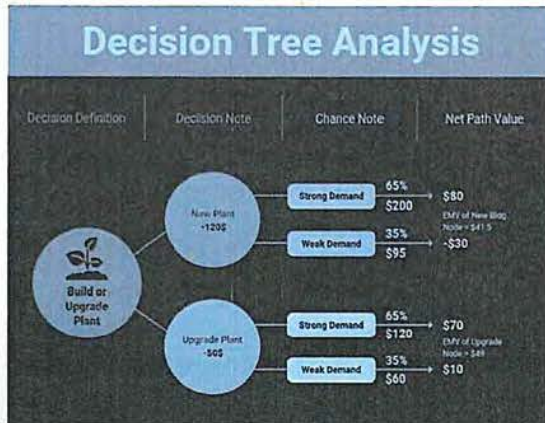 Decision Tree Analysis
Decision Definition
Decision Note
Chance Note
Net Path Value
Build or
Upgrade
Plant
New Plant
-120$
Strong Demand
65%
$200
$80
EMV of New Bldg
Node = $41.5
Weak Demand
35%
$95
-$30
Upgrade Plant
-50$
Strong Demand
65%
$120
$70
EMV of Upgrade
Node = $49
Weak Demand
35%
$60
$10